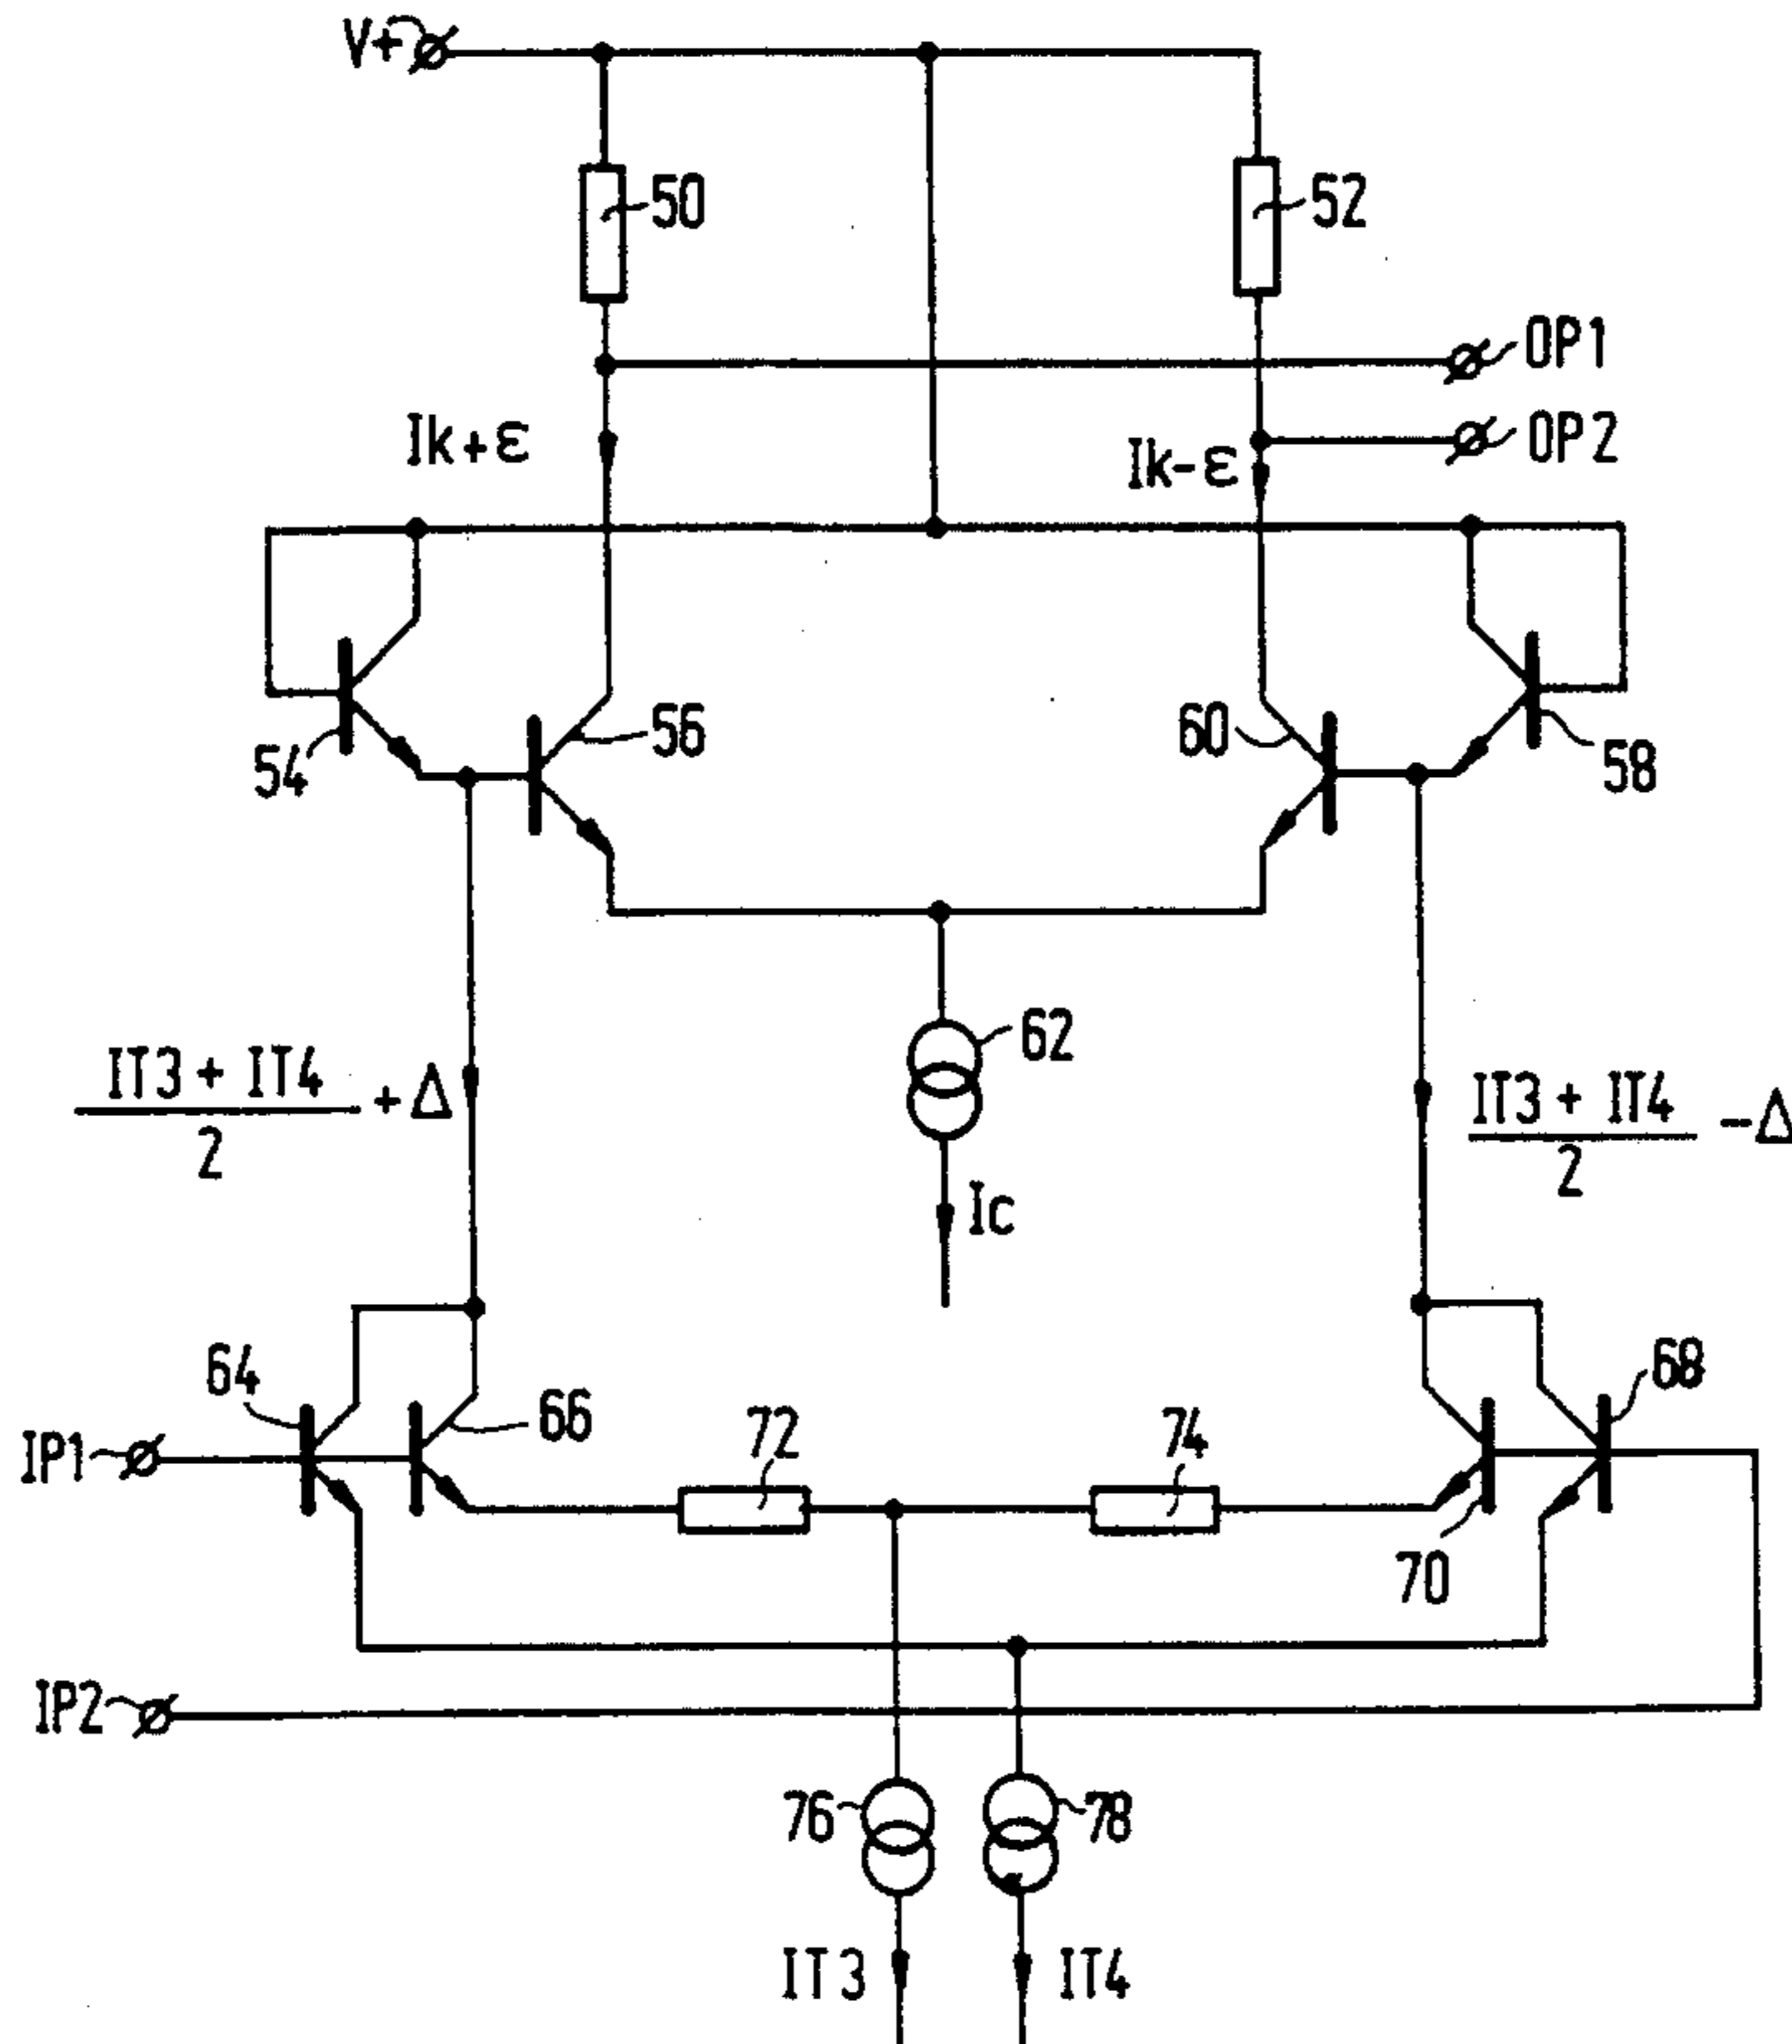 V+
50
52
OP1
OP2
Ik+ε
Ik-ε
54
56
60
58
62
IT3 + IT4
2
+ Δ
IT3 + IT4
2
-Δ
Ic
64
66
72
74
68
IP1
70
IP2
76
78
IT3
IT4